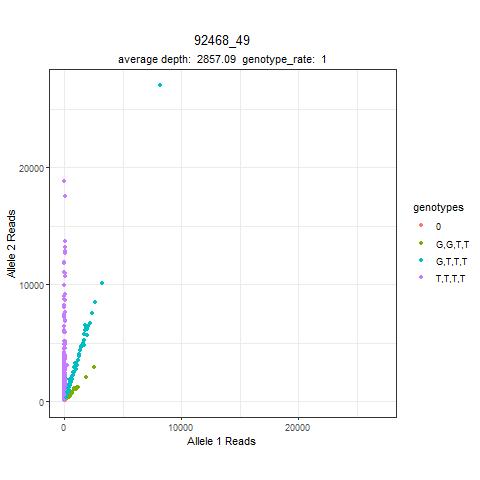 92468_49
average depth:  2857.09  genotype_rate:  1
Allele 2 Reads
20000
10000
0
0
10000
20000
Allele 1 Reads
genotypes
0
G,G,T,T
G,T,T,T
T,T,T,T